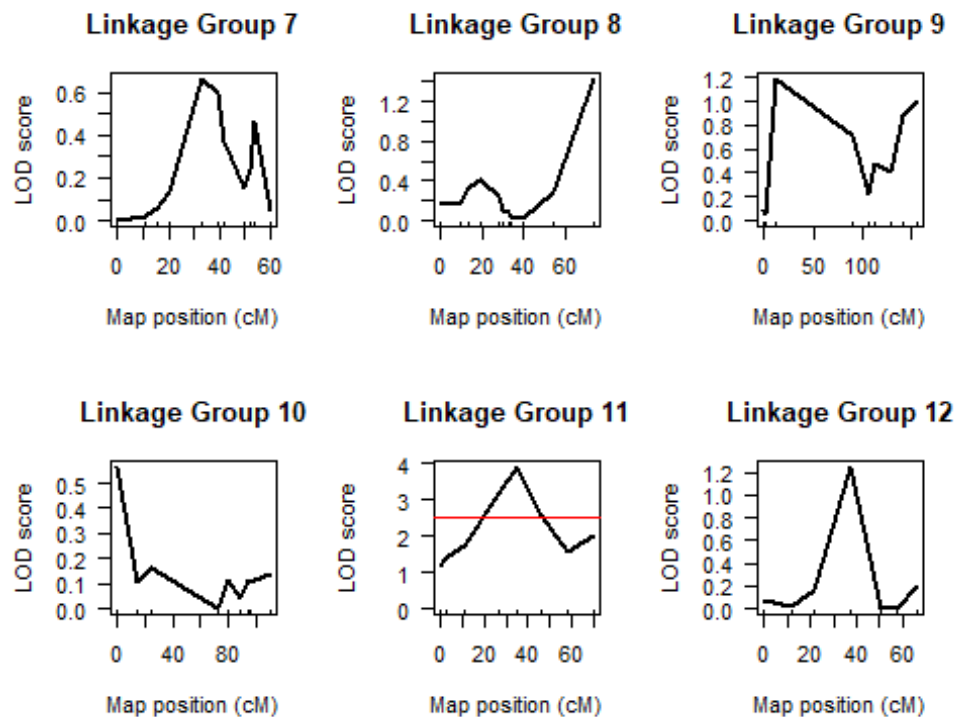 Linkage Group 7
LOD score
0.6
0.4
0.2
0.0
0 20 40 60
Map position (cM)
Linkage Group 8
LOD score
1.2
0.8
0.4
0.0
0 20 40 60
Map position (cM)
Linkage Group 9
LOD score
1.2
1.0
0.8
0.6
0.4
0.2
0.0
0 50 100
Map position (cM)
Linkage Group 10
LOD score
0.5
0.4
0.3
0.2
0.1
0.0
0 40 80
Map position (cM)
Linkage Group 11
LOD score
4
3
2
1
0
0 20 40 60
Map position (cM)
Linkage Group 12
LOD score
1.2
1.0
0.8
0.6
0.4
0.2
0.0
0 20 40 60
Map position (cM)